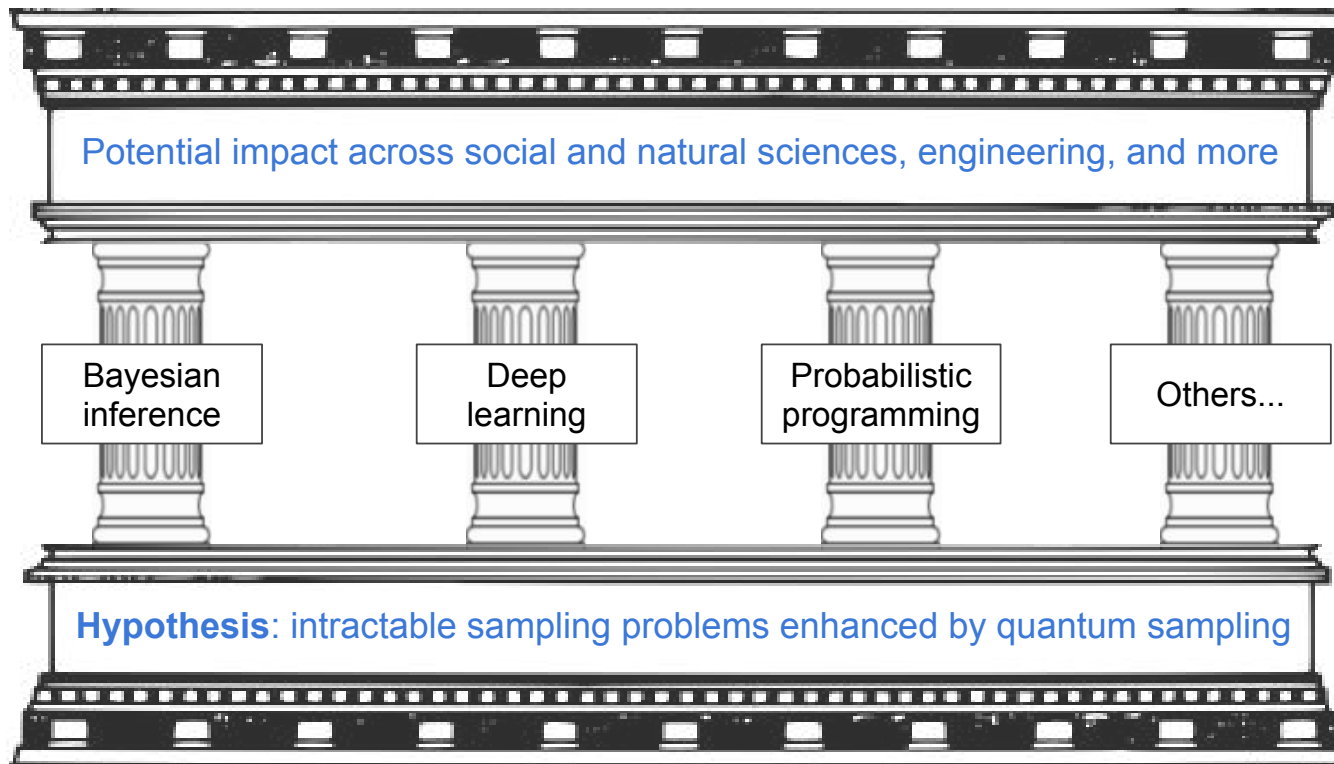 Potential impact across social and natural sciences, engineering, and more
Bayesian
inference
Deep
learning
Probabilistic
programming
Others...
Hypothesis: intractable sampling problems enhanced by quantum sampling